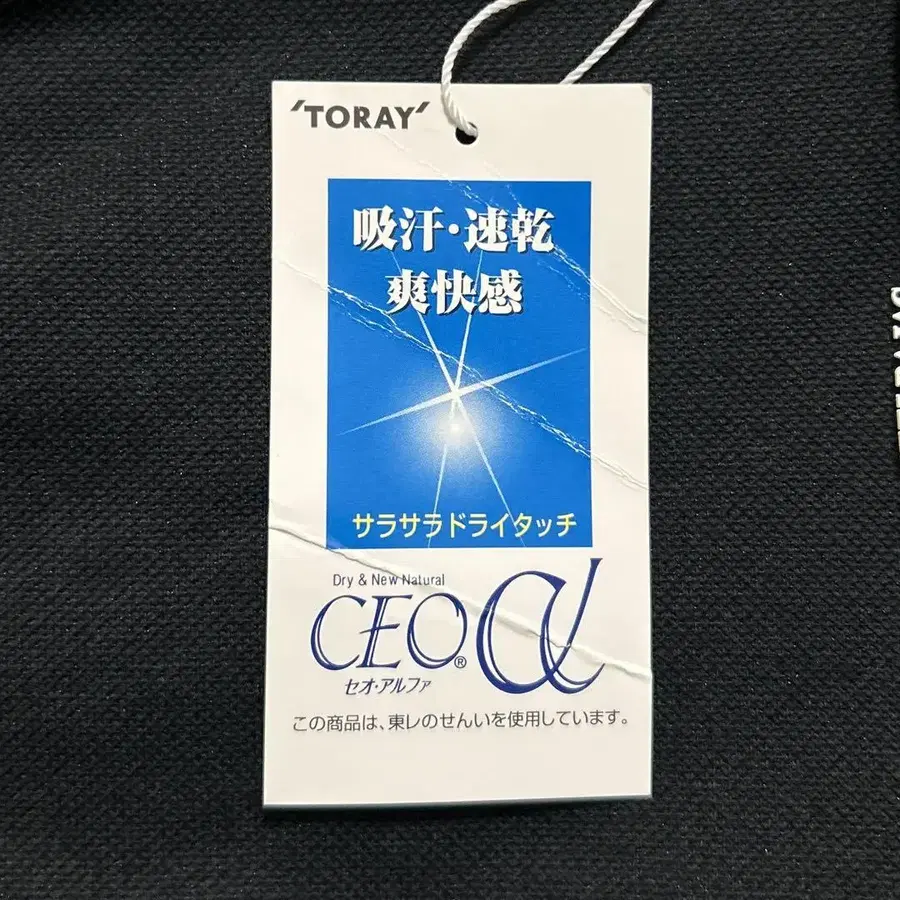 'TORAY'
吸汗・速乾
爽快感
サラサラドライタッチ
Dry & New Natural
CEO® α
セオ・アルファ
この商品は、東レのせんいを使用しています。